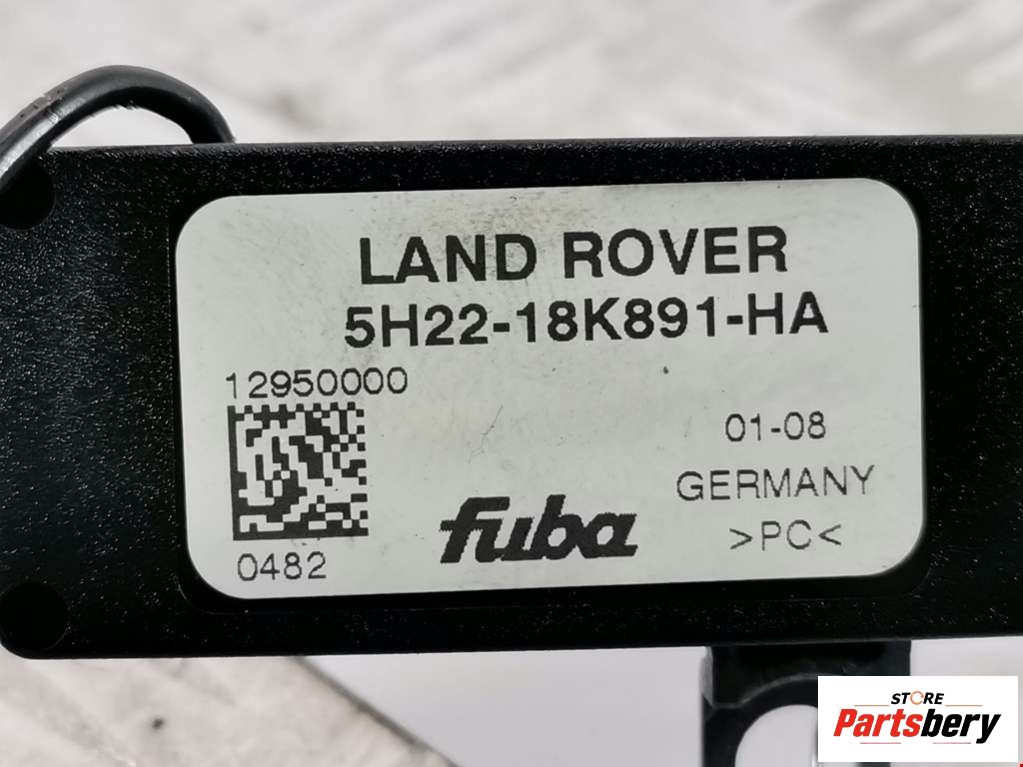 LAND ROVER
5H22-18K891-HA
12950000
01-08
GERMANY
fuba
>PC<
0482
STORE
Partsbery